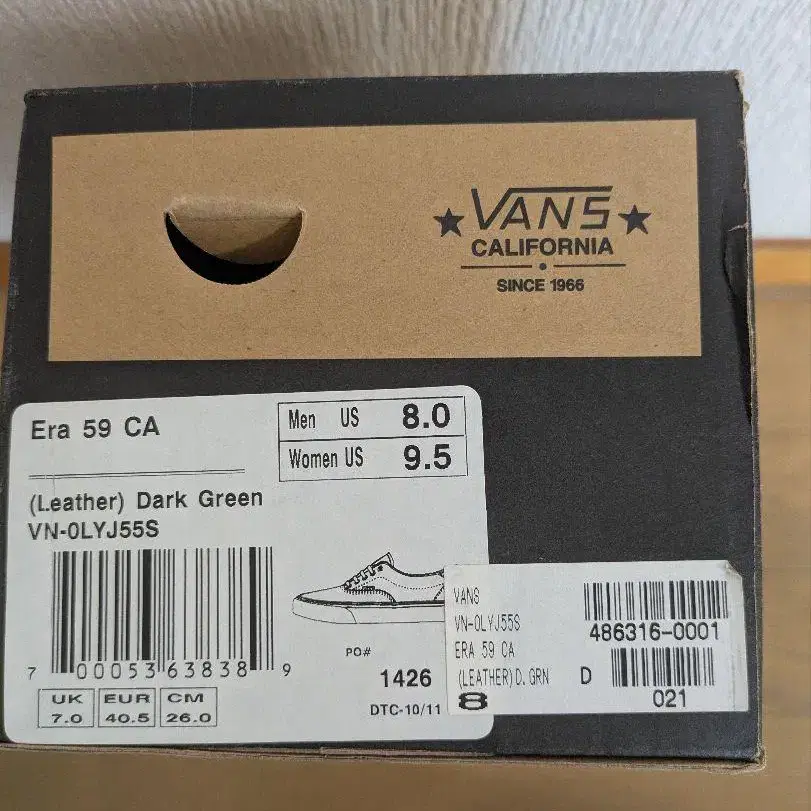 VANS
CALIFORNIA
SINCE 1966
Era 59 CA
Men US 8.0
Women US 9.5
(Leather) Dark Green
VN-0LYJ55S
7 00053 63838 9
PO#
1426
DTC-10/11
UK EUR CM
7.0 40.5 26.0
VANS
VN-0LYJ55S
ERA 59 CA
(LEATHER)D.GRN
8
486316-0001
D
021